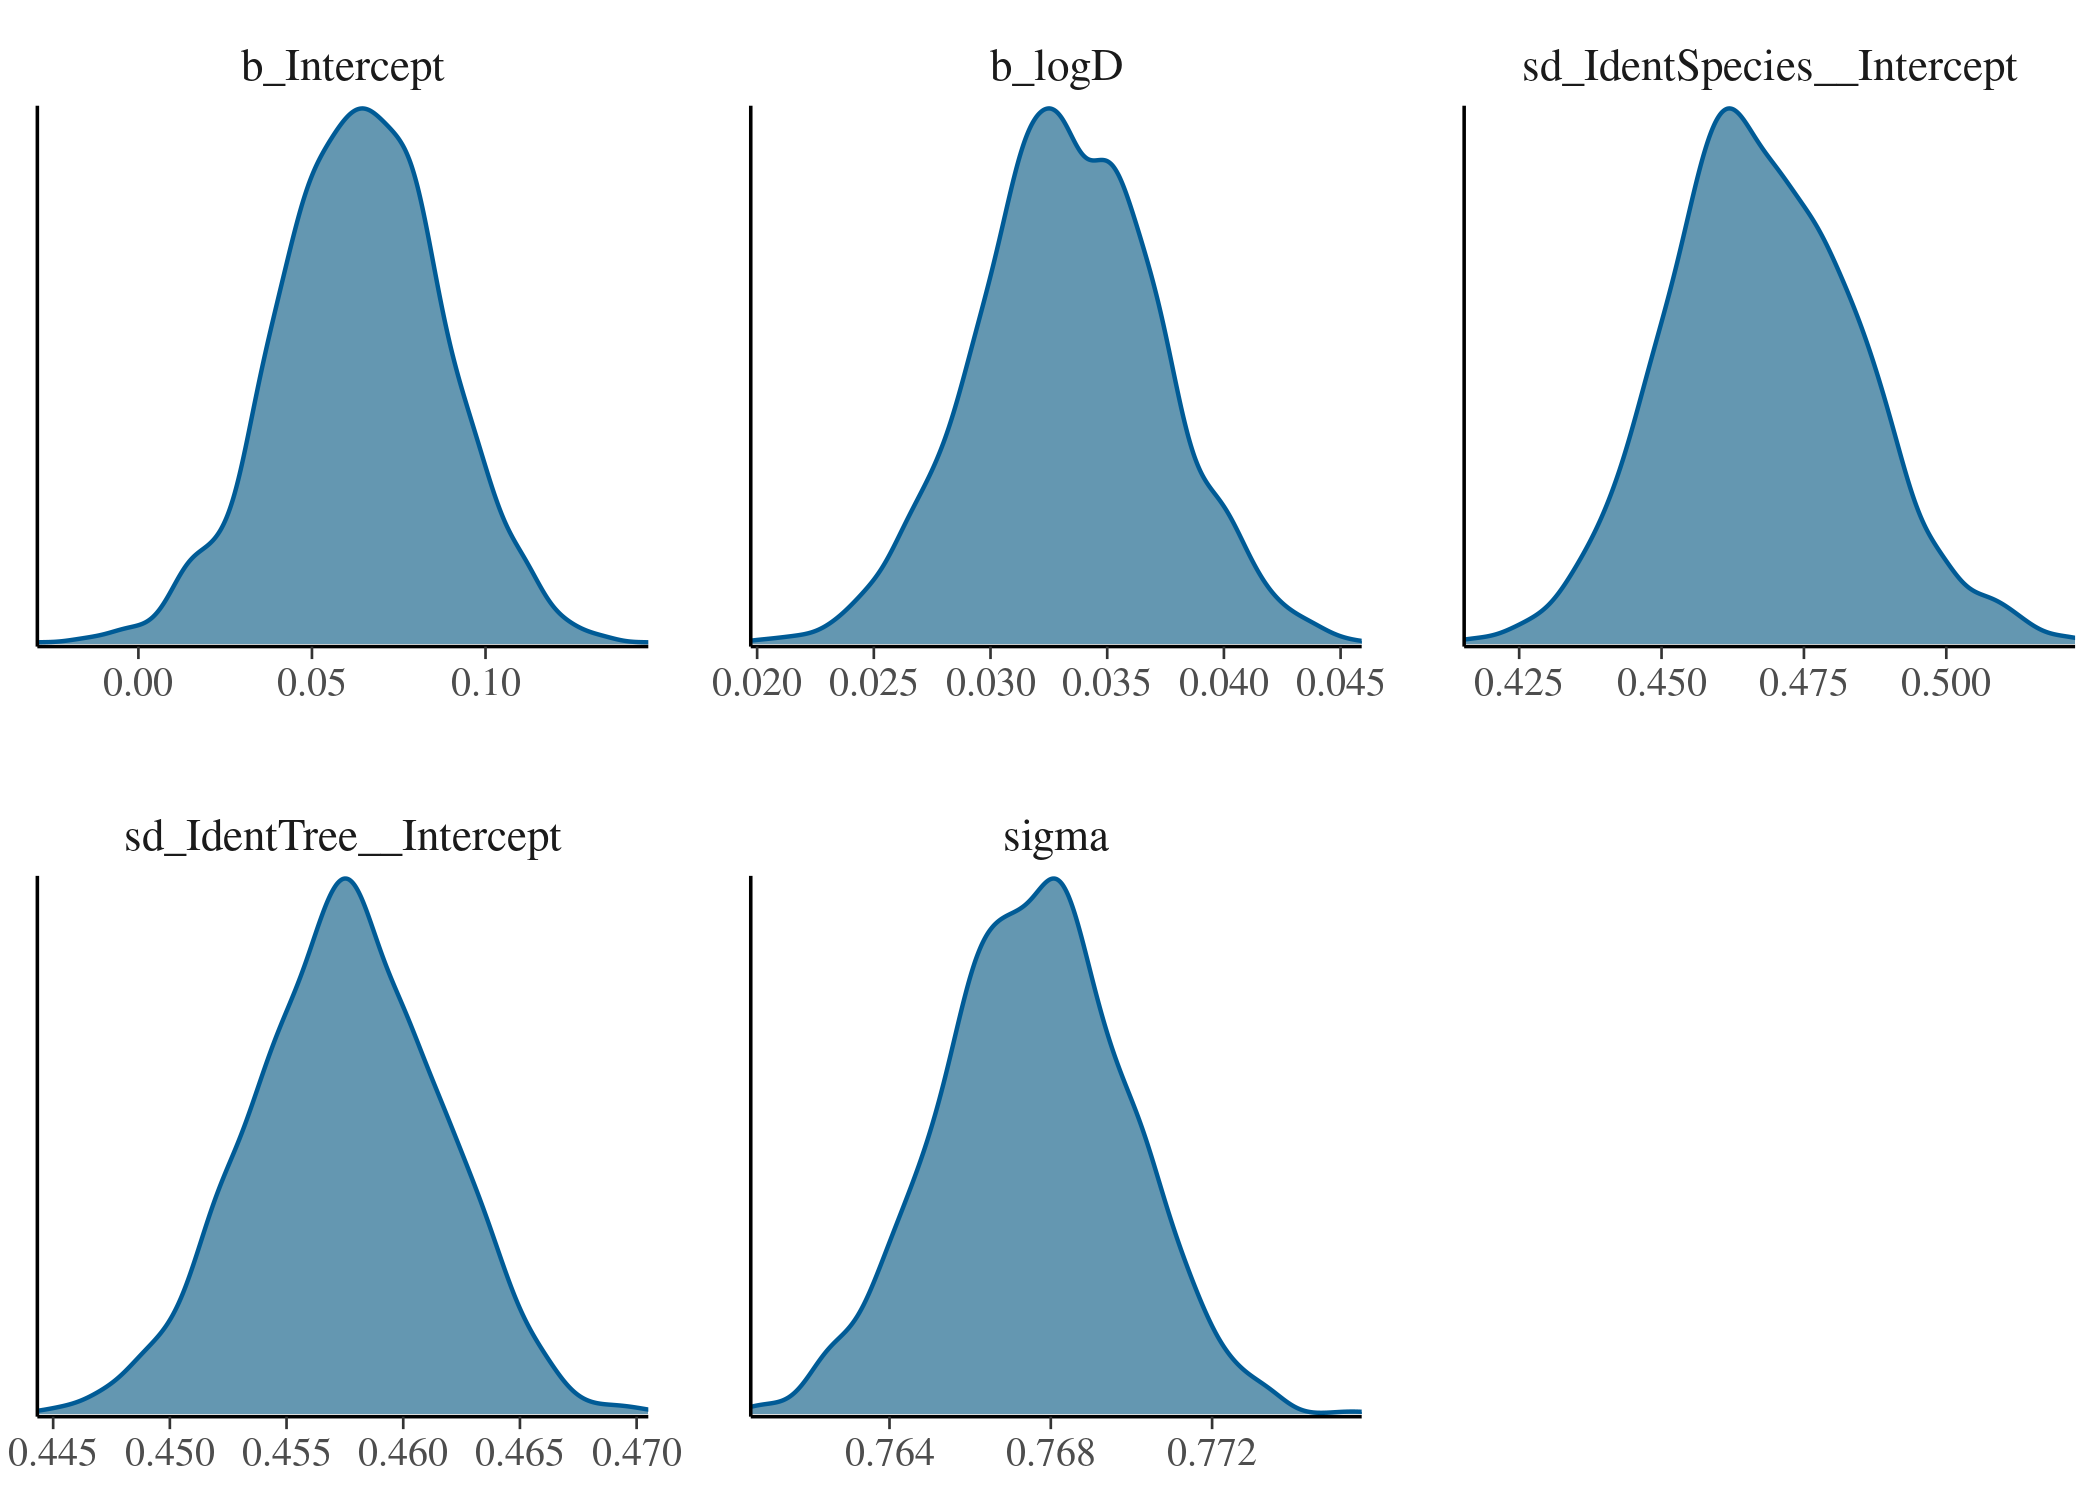 b_Intercept b_logD sd_IdentSpecies__Intercept
0.00 0.05 0.10 0.020 0.025 0.030 0.035 0.040 0.045 0.425 0.450 0.475 0.500
sd_IdentTree__Intercept sigma
0.445 0.450 0.455 0.460 0.465 0.470 0.764 0.768 0.772